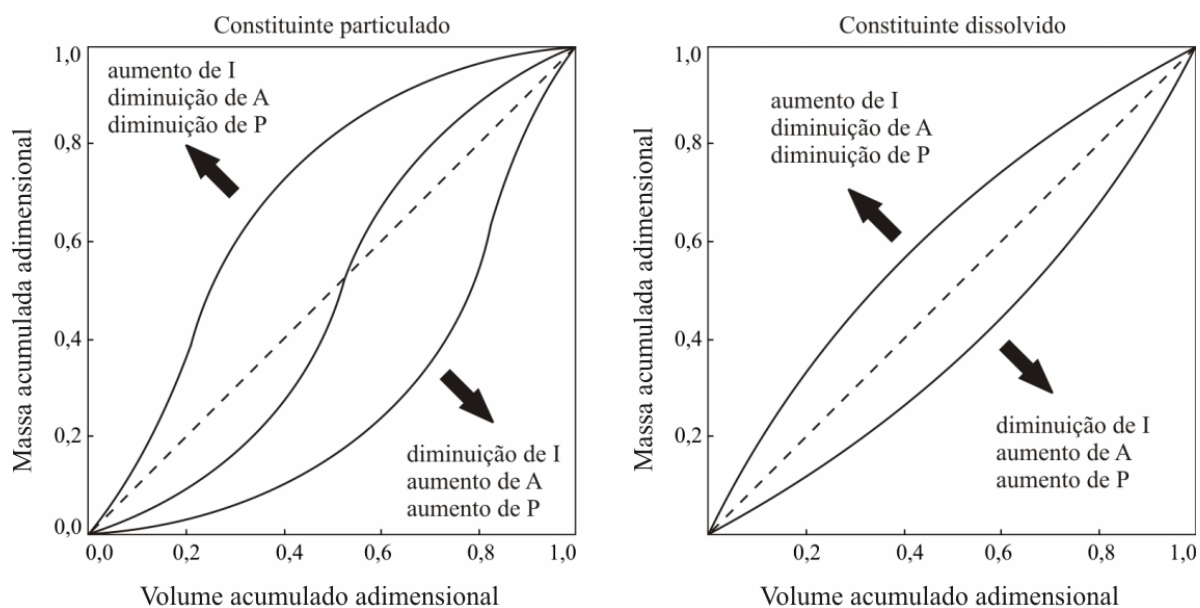 Constituinte particulado
Massa acumulada adimensional
1,0
0,8
0,6
0,4
0,2
0,0
aumento de I
diminuição de A
diminuição de P
diminuição de I
aumento de A
aumento de P
0,0 0,2 0,4 0,6 0,8 1,0
Volume acumulado adimensional
Constituinte dissolvido
Massa acumulada adimensional
1,0
0,8
0,6
0,4
0,2
aumento de I
diminuição de A
diminuição de P
diminuição de I
aumento de A
aumento de P
0,2 0,4 0,6 0,8 1,0
Volume acumulado adimensional